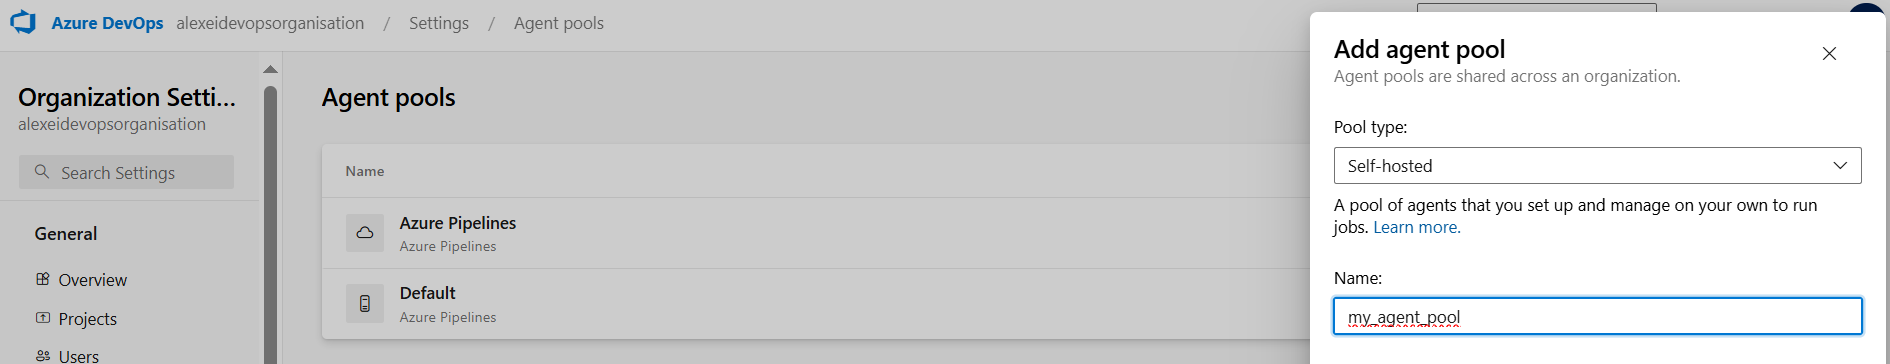 Azure DevOps alexeidevopsorganisation / Settings / Agent pools
Organization Setti...
alexeidevopsorganisation
Search Settings
General
Overview
Projects
Users
Agent pools
Name
Azure Pipelines
Azure Pipelines
Default
Azure Pipelines
Add agent pool
Agent pools are shared across an organization.
Pool type:
Self-hosted
A pool of agents that you set up and manage on your own to run
jobs. Learn more.
Name:
my_agent_pool